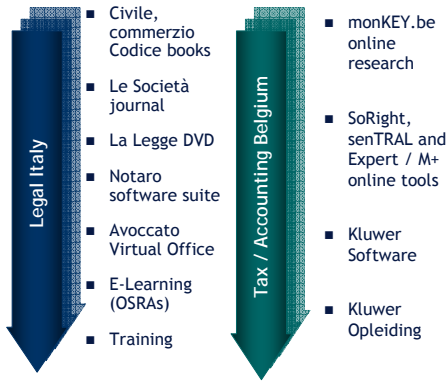 Legal Italy
Civile,
commerzio
Codice books
Le Società
journal
La Legge DVD
Notaro
software suite
Avoccato
Virtual Office
E-Learning
(OSRAs)
Training
Tax / Accounting Belgium
monKEY.be
online
research
SoRight,
senTRAL and
Expert / M+
online tools
Kluwer
Software
Kluwer
Opleiding